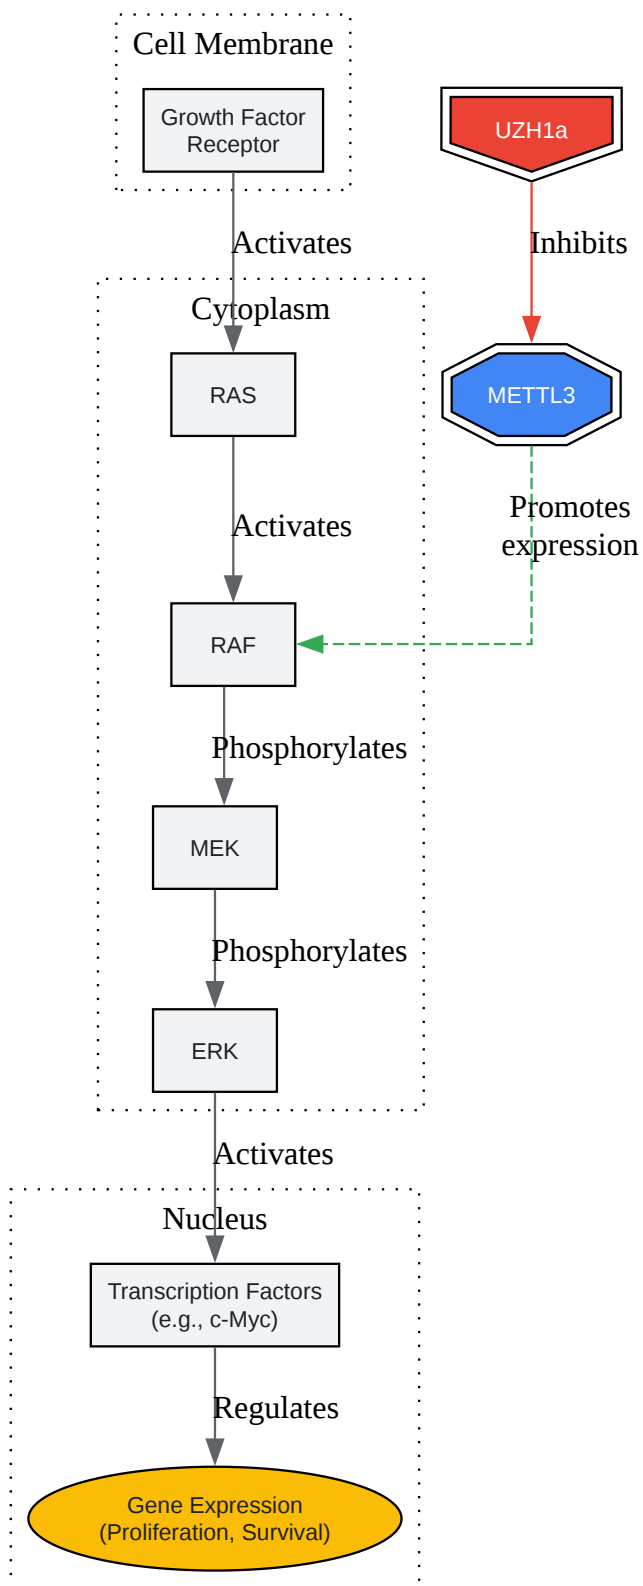 Cell Membrane
Growth Factor
Receptor
UZH1a
Activates
Inhibits
Cytoplasm
RAS
METTL3
Activates
Promotes
expression
RAF
Phosphorylates
MEK
Phosphorylates
ERK
Activates
Nucleus
Transcription Factors
(e.g., c-Myc)
Regulates
Gene Expression
(Proliferation, Survival)